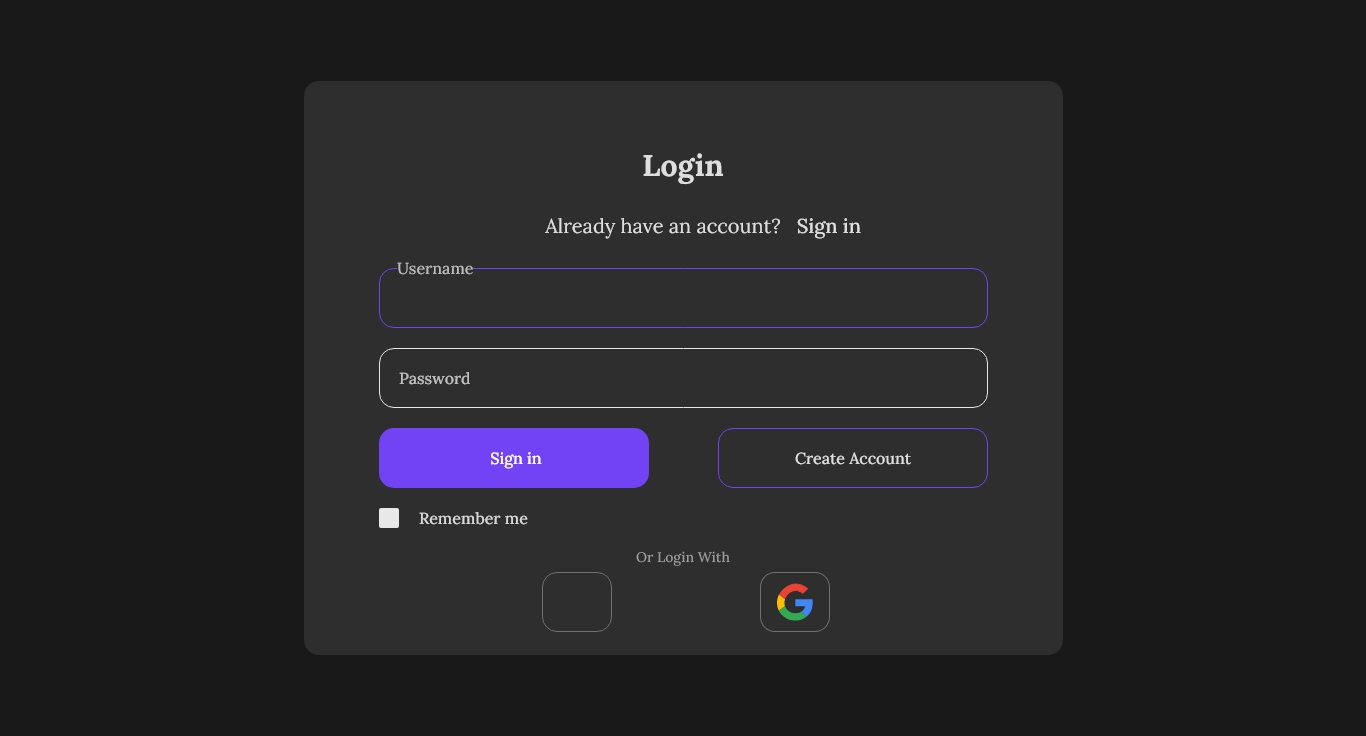 Login
Already have an account? Sign in
Username
Password
Sign in
Create Account
Remember me
Or Login With